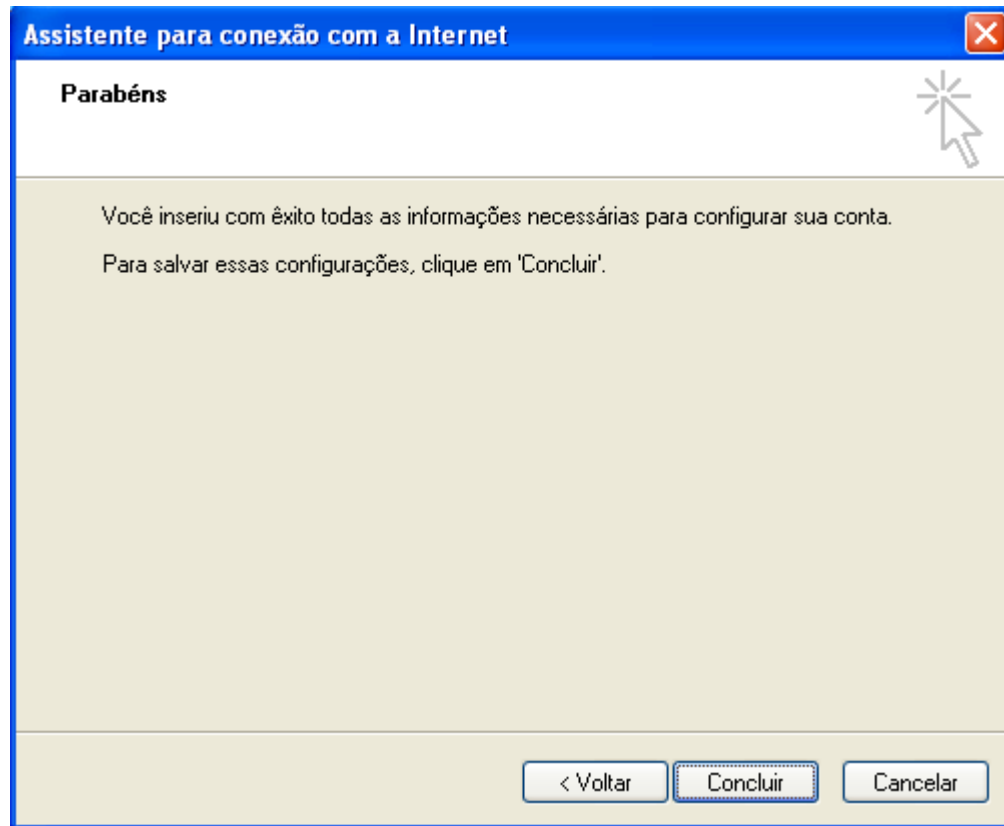 Assistente para conexão com a Internet
Parabéns
Você inseriu com êxito todas as informações necessárias para configurar sua conta.
Para salvar essas configurações, clique em 'Concluir'.
< Voltar
Concluir
Cancelar